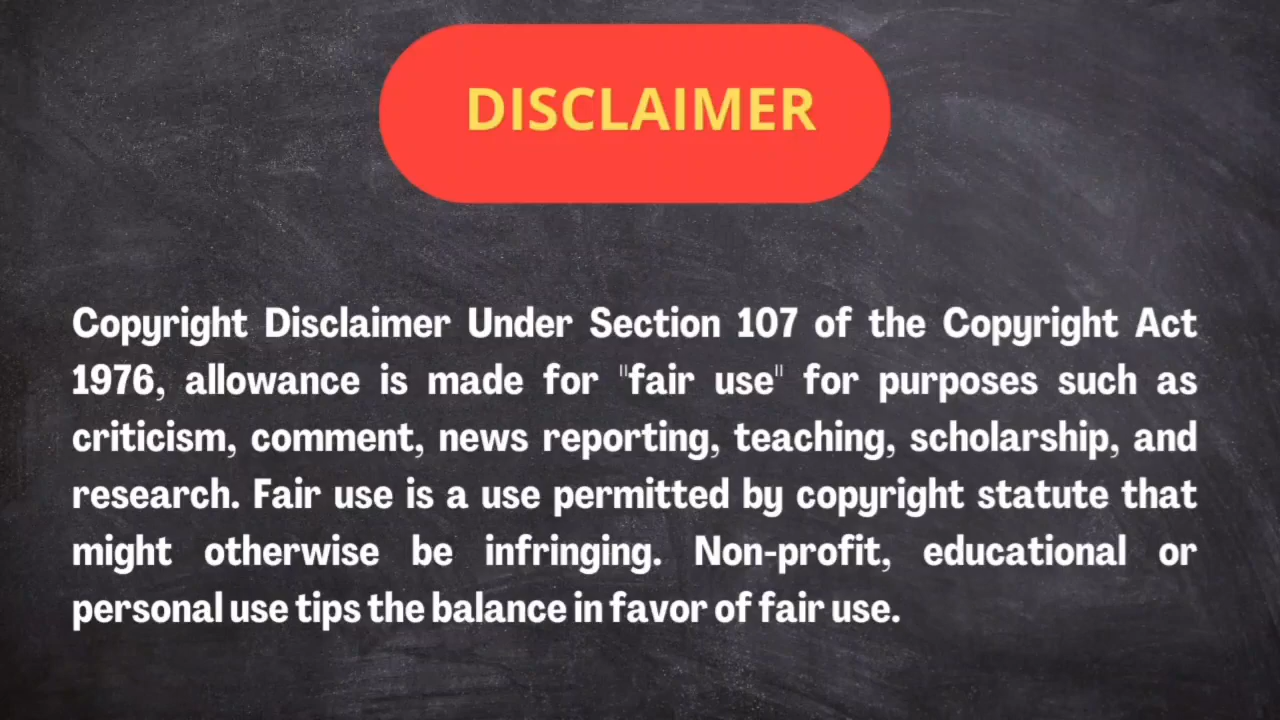 DISCLAIMER
Copyright Disclaimer Under Section 107 of the Copyright Act
1976, allowance is made for "fair use" for purposes such as
criticism, comment, news reporting, teaching, scholarship, and
research. Fair use is a use permitted by copyright statute that
might otherwise be infringing. Non-profit, educational or
personal use tips the balance in favor of fair use.